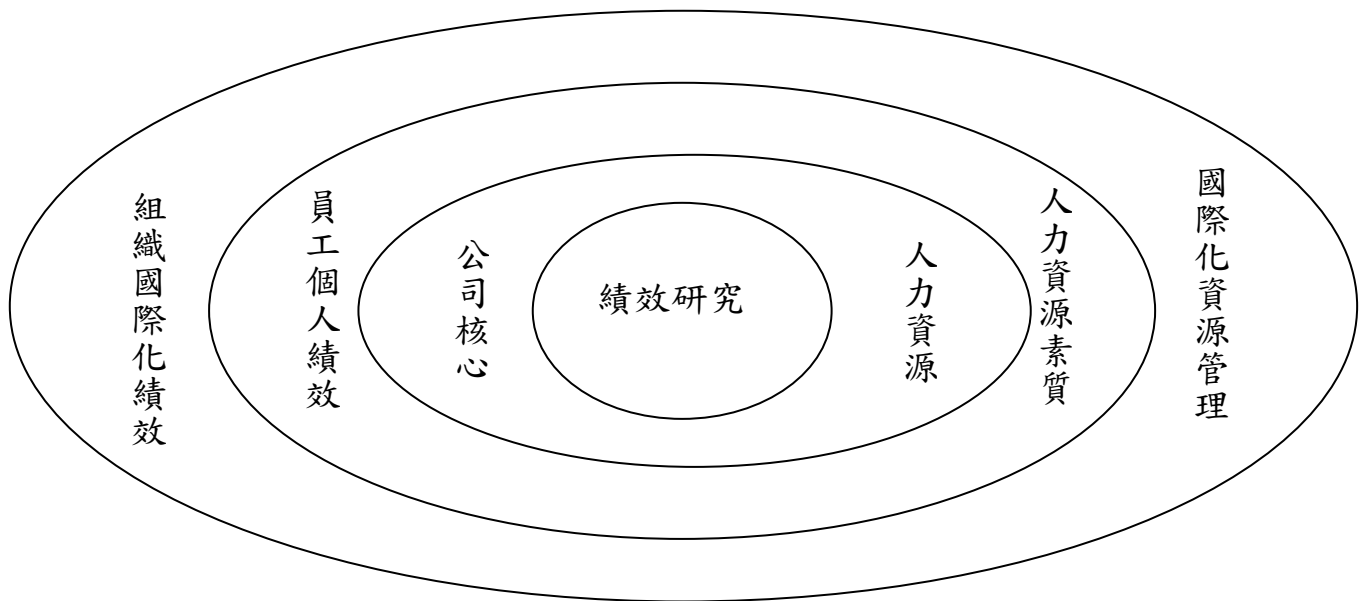 組織國際化績效
員工個人績效
公司核心
績效研究
人力資源
人力資源素質
國際化資源管理